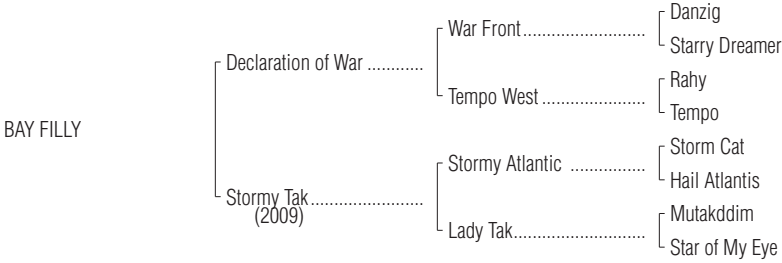 Danzig
War Front..........................
Starry Dreamer
Declaration of War ............
Rahy
Tempo West ......................
Tempo
BAY FILLY
Storm Cat
Stormy Atlantic ................
Hail Atlantis
Stormy Tak........................
(2009)
Mutakddim
Lady Tak............................
Star of My Eye